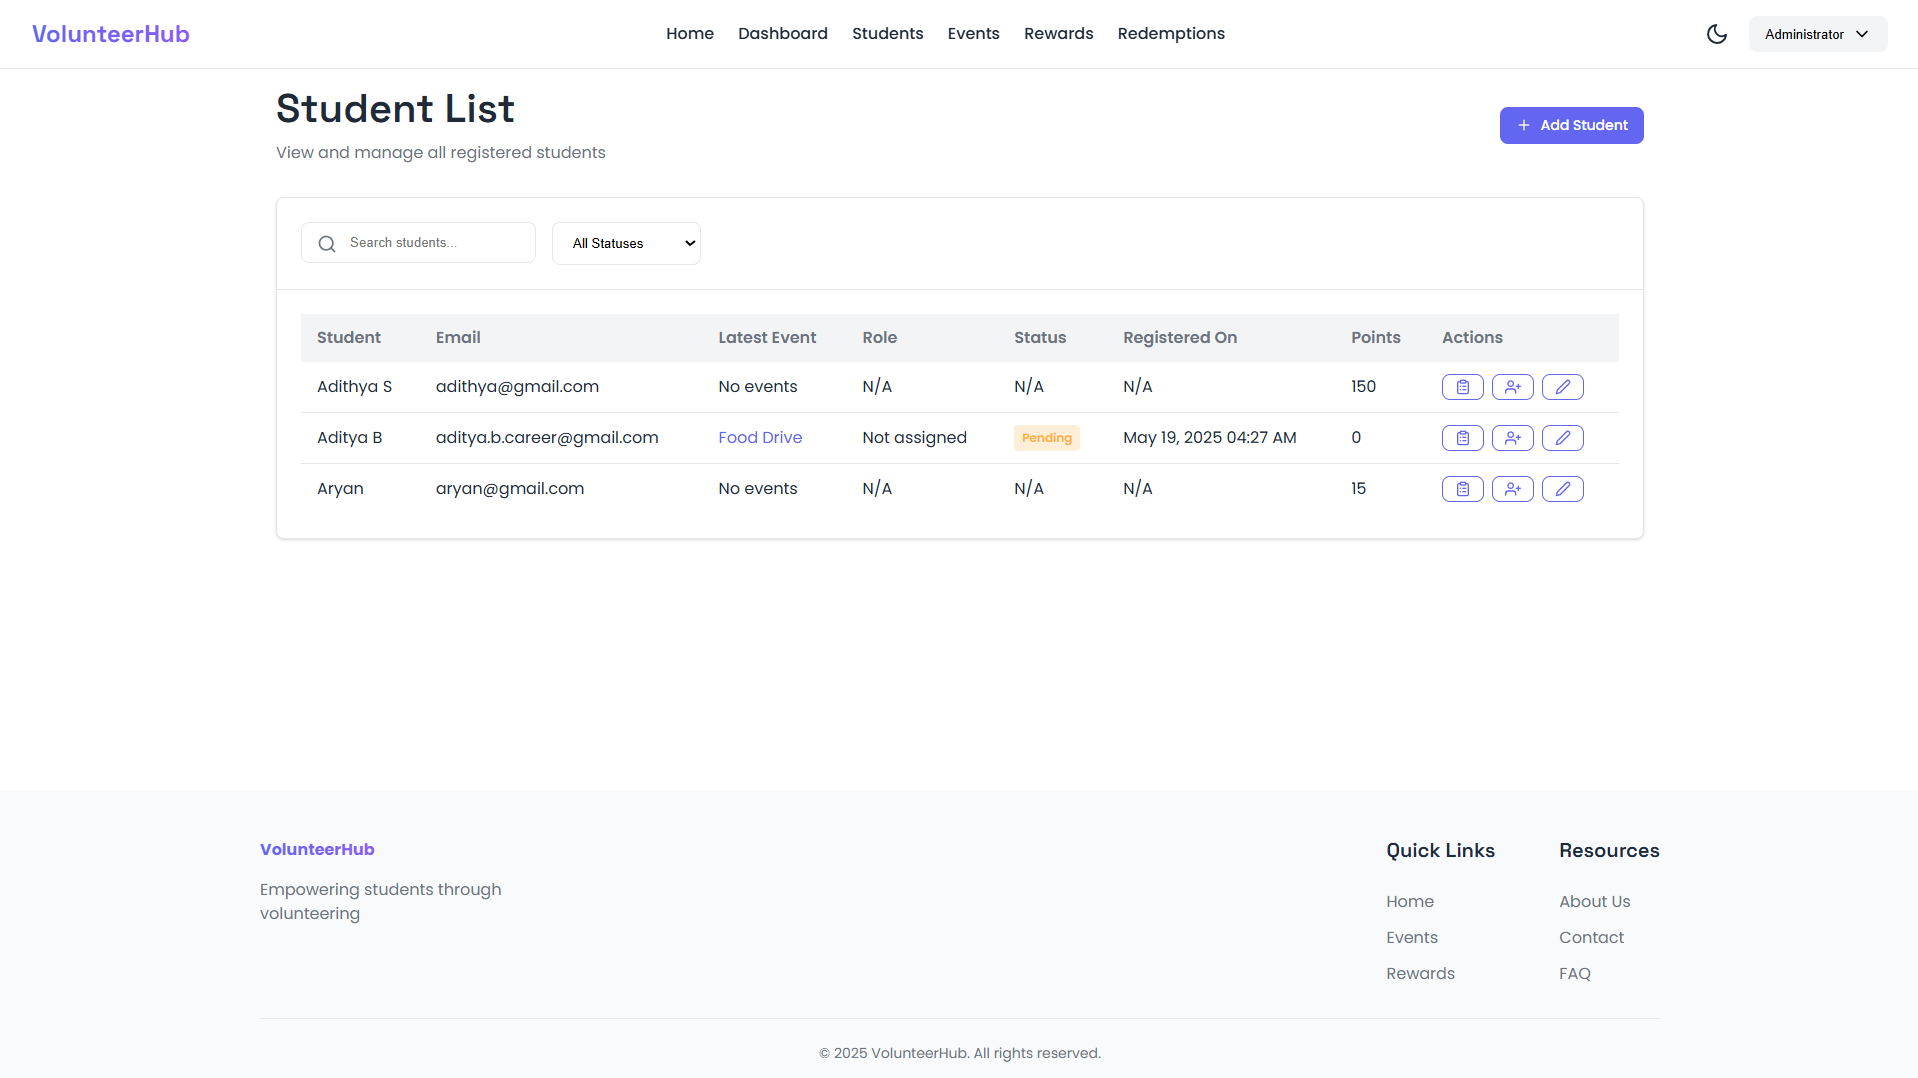 VolunteerHub Home Dashboard Students Events Rewards Redemptions Administrator
Student List
View and manage all registered students
Add Student
Search students... All Statuses
Student Email Latest Event Role Status Registered On Points Actions
Adithya S adithya@gmail.com No events N/A N/A N/A 150
Aditya B aditya.b.career@gmail.com Food Drive Not assigned Pending May 19, 2025 04:27 AM 0
Aryan aryan@gmail.com No events N/A N/A N/A 15
VolunteerHub
Empowering students through
volunteering
Quick Links
Home
Events
Rewards
Resources
About Us
Contact
FAQ
© 2025 VolunteerHub. All rights reserved.